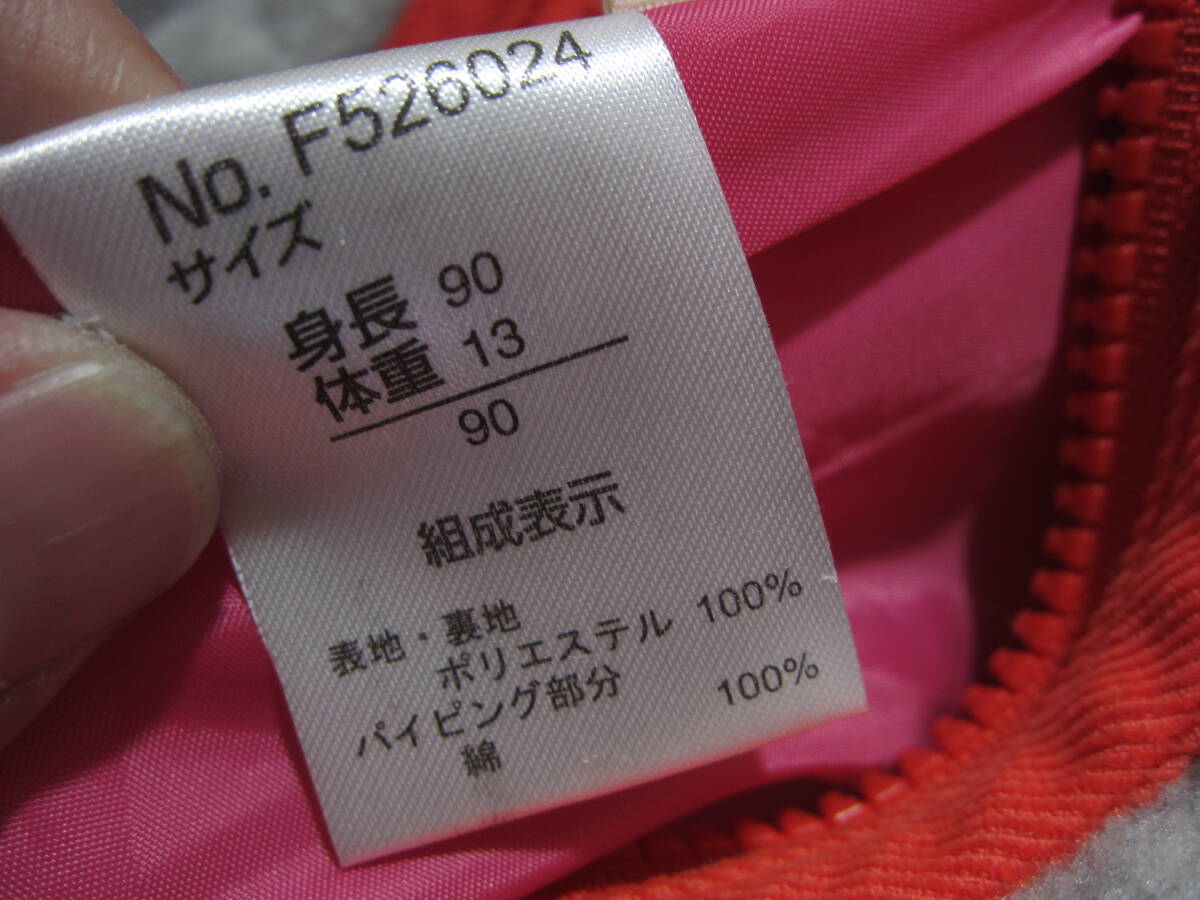 No. F526024
サイズ
身長 90
体重 13
90
組成表示
表地・裏地
ポリエステル 100%
パイピング部分
綿 100%